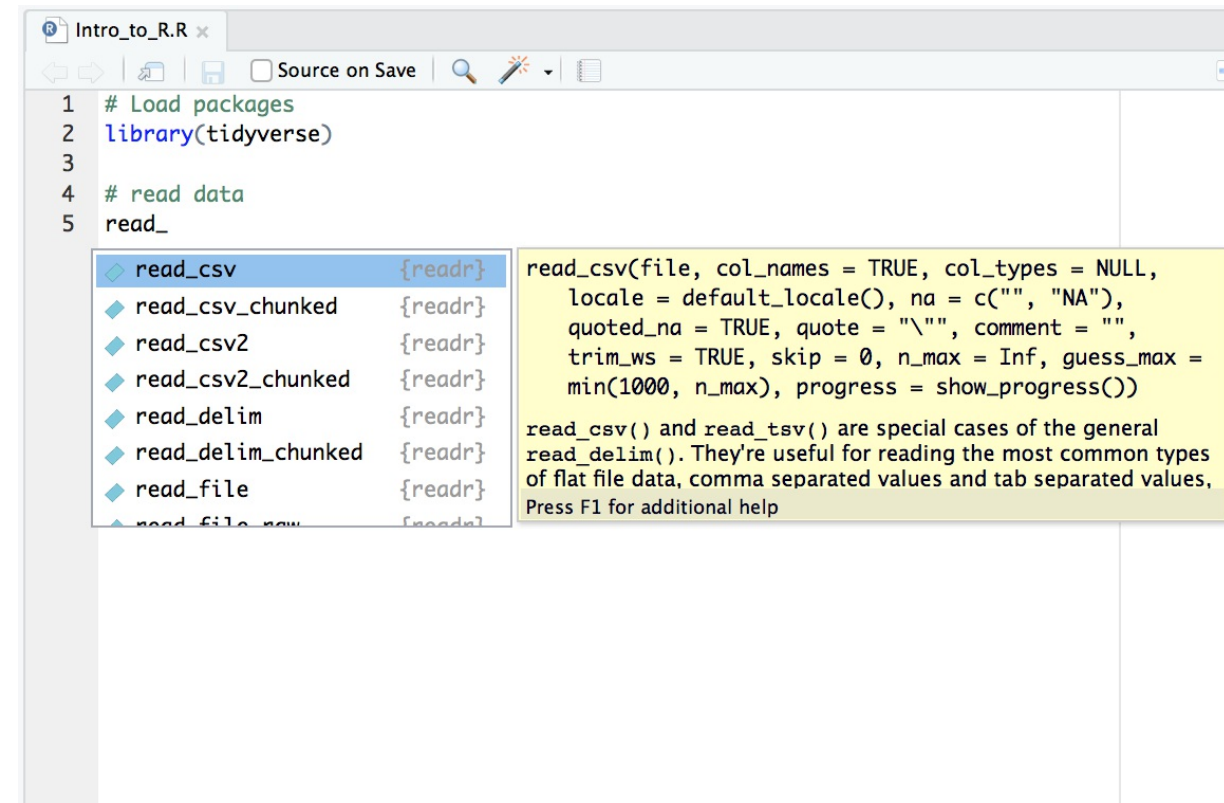 Intro_to_R.R
Source on Save
1 # Load packages
2 library(tidyverse)
3
4 # read data
5 read_
read_csv {readr}
read_csv_chunked {readr}
read_csv2 {readr}
read_csv2_chunked {readr}
read_delim {readr}
read_delim_chunked {readr}
read_file {readr}
read_file_raw {readr}
read_csv(file, col_names = TRUE, col_types = NULL,
locale = default_locale(), na = c("", "NA"),
quoted_na = TRUE, quote = "\"", comment = "",
trim_ws = TRUE, skip = 0, n_max = Inf, guess_max =
min(1000, n_max), progress = show_progress())
read_csv() and read_tsv() are special cases of the general
read_delim(). They're useful for reading the most common types
of flat file data, comma separated values and tab separated values,
Press F1 for additional help